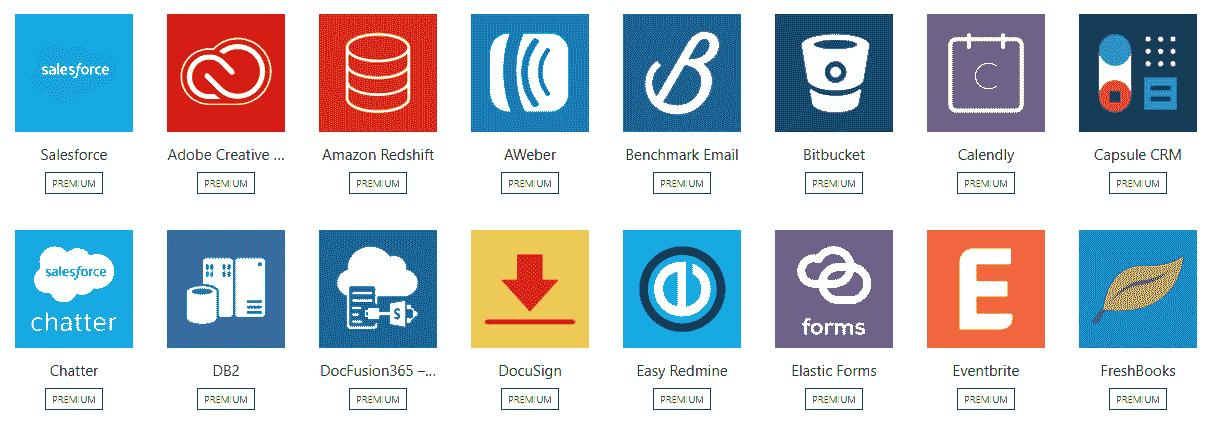 salesforce
Salesforce
PREMIUM
Adobe Creative ...
PREMIUM
Amazon Redshift
PREMIUM
AWeber
PREMIUM
B
Benchmark Email
PREMIUM
Bitbucket
PREMIUM
C
Calendly
PREMIUM
Capsule CRM
PREMIUM
salesforce
chatter
Chatter
PREMIUM
DB2
PREMIUM
$
DocFusion365 –...
PREMIUM
DocuSign
PREMIUM
Easy Redmine
PREMIUM
forms
Elastic Forms
PREMIUM
E
Eventbrite
PREMIUM
FreshBooks
PREMIUM